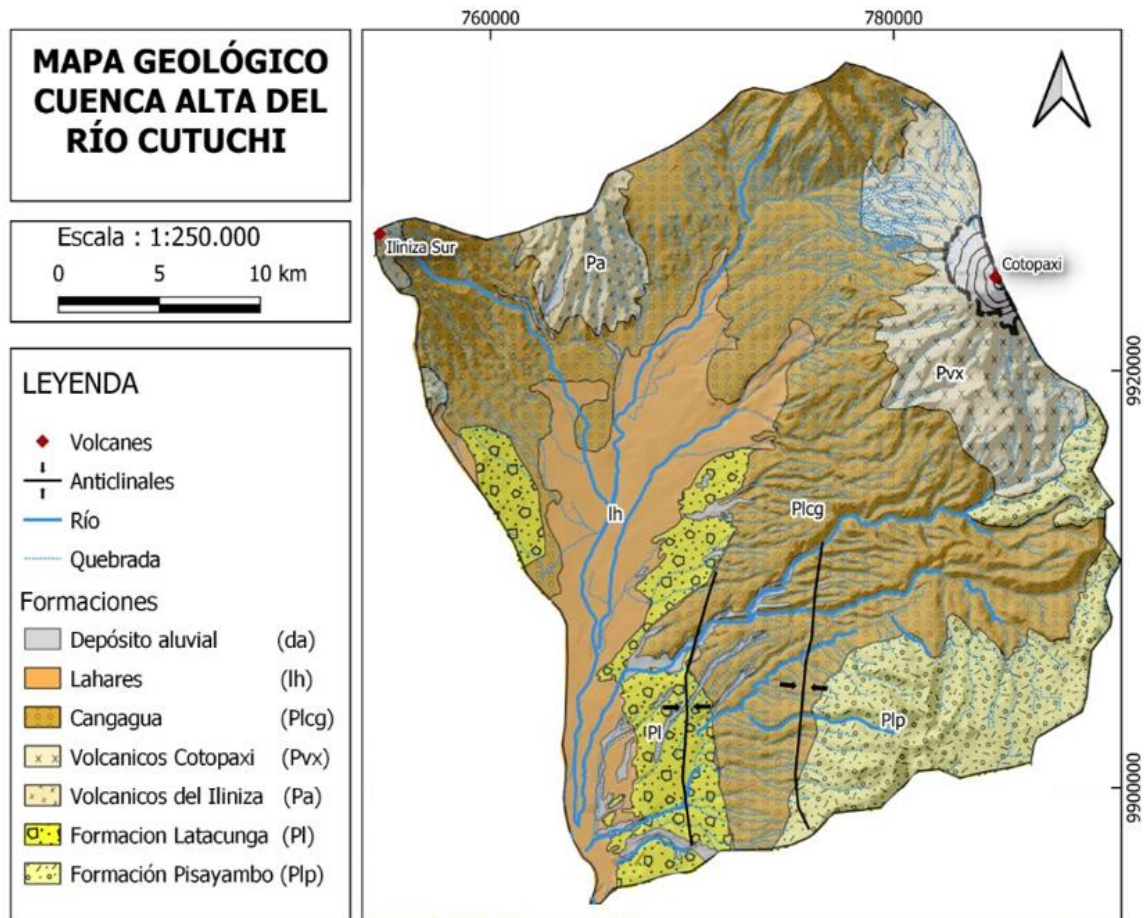 MAPA GEOLÓGICO
CUENCA ALTA DEL
RÍO CUTUCHI
Escala : 1:250.000
0 5 10 km
LEYENDA
Volcanes
Anticlinales
Río
Quebrada
Formaciones
Depósito aluvial (da)
Lahares (lh)
Cangagua (Plcg)
Volcanicos Cotopaxi (Pvx)
Volcanicos del Iliniza (Pa)
Formacion Latacunga (Pl)
Formación Pisayambo (Plp)
760000 780000
Iliniza Sur
Pa
Cotopaxi
Pvx
9920000
lh
Plcg
Pl
Plp
9900000